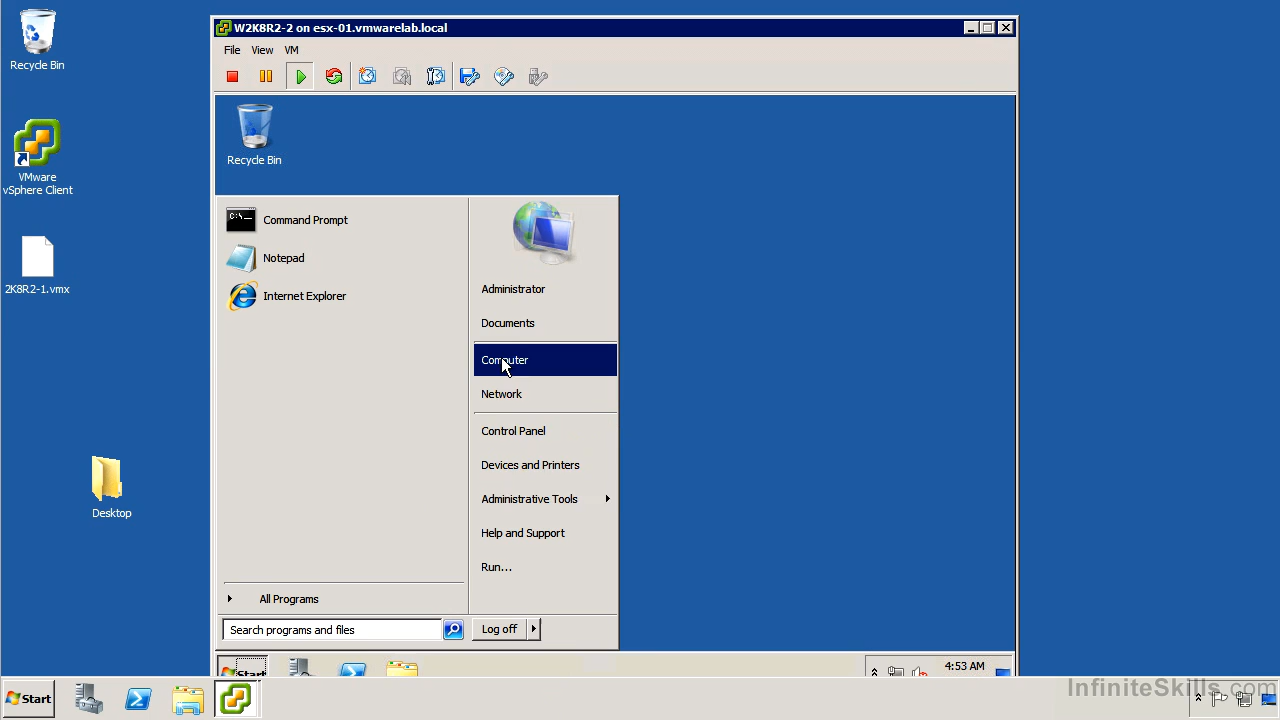 Recycle Bin
VMware
vSphere Client
2K8R2-1.vmx
Desktop
W2K8R2-2 on esx-01.vmwarelab.local
File View VM
Recycle Bin
Command Prompt
Notepad
Internet Explorer
All Programs
Search programs and files
Administrator
Documents
Computer
Network
Control Panel
Devices and Printers
Administrative Tools
Help and Support
Run...
Log off
Start
4:53 AM
Start
InfiniteSkills.com